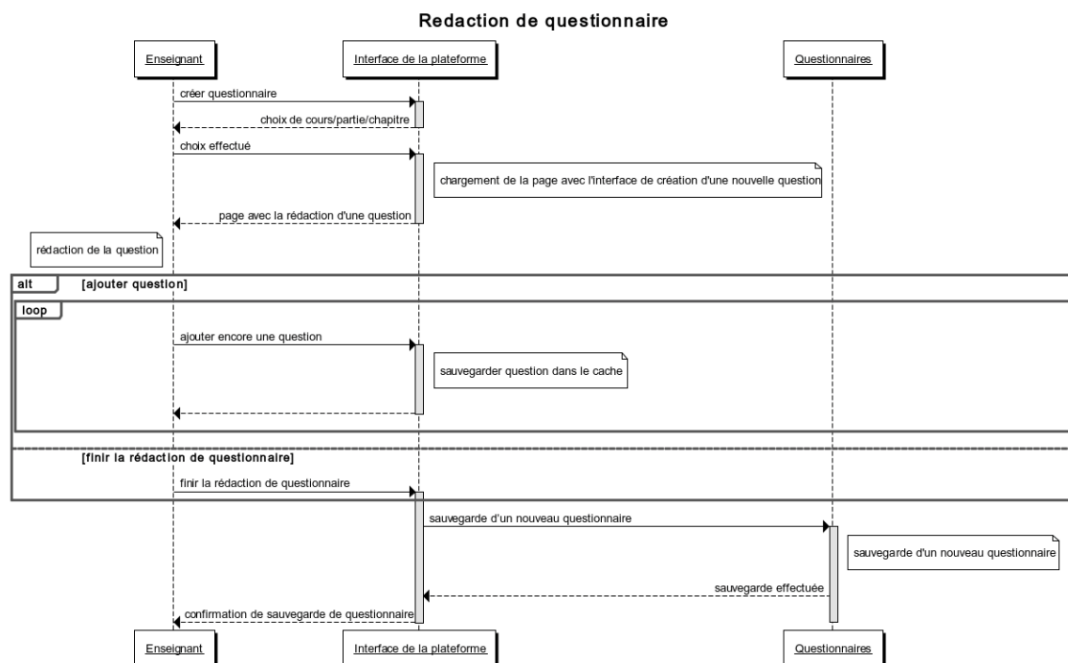 Redaction de questionnaire
Enseignant
Interface de la plateforme
Questionnaires
créer questionnaire
choix de cours/partie/chapitre
choix effectué
chargement de la page avec l'interface de création d'une nouvelle question
page avec la rédaction d'une question
rédaction de la question
alt
[ajouter question]
loop
ajouter encore une question
sauvegarder question dans le cache
[finir la rédaction de questionnaire]
finir la rédaction de questionnaire
sauvegarde d'un nouveau questionnaire
sauvegarde d'un nouveau questionnaire
sauvegarde effectuée
confirmation de sauvegarde de questionnaire
Enseignant
Interface de la plateforme
Questionnaires